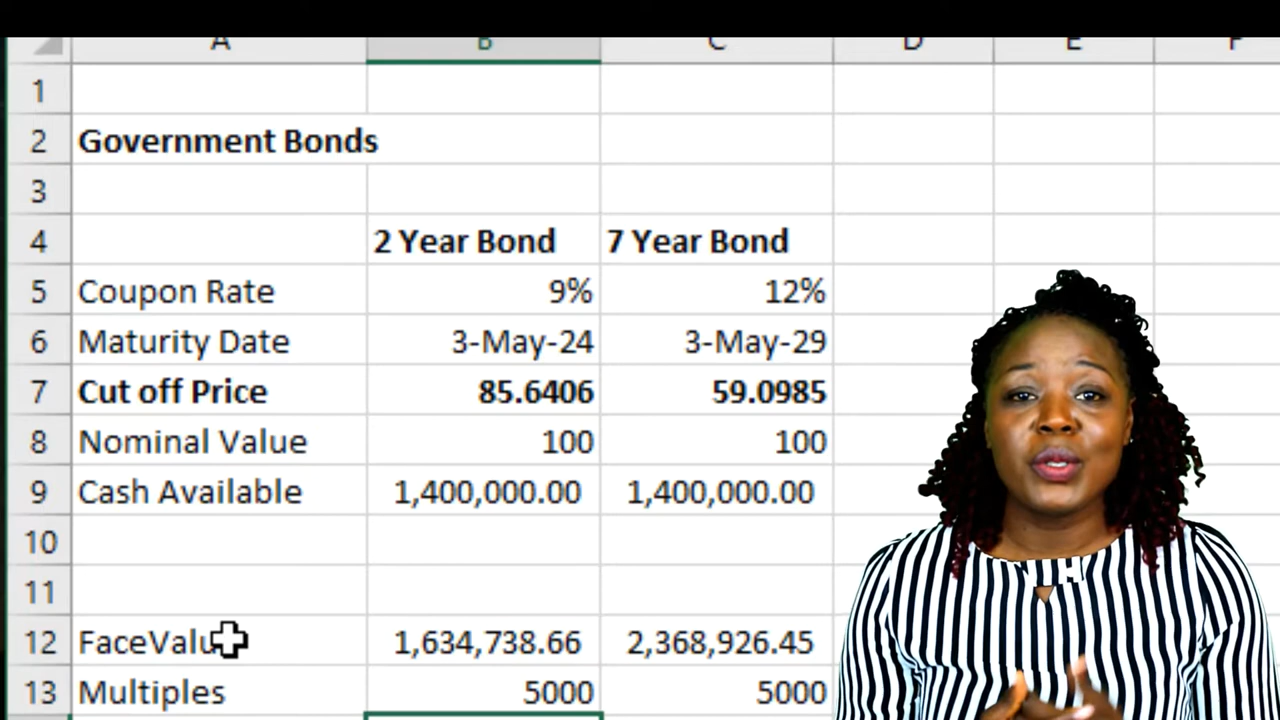 A B C D E F
1
2 Government Bonds
3
4 2 Year Bond 7 Year Bond
5 Coupon Rate 9% 12%
6 Maturity Date 3-May-24 3-May-29
7 Cut off Price 85.6406 59.0985
8 Nominal Value 100 100
9 Cash Available 1,400,000.00 1,400,000.00
10
11
12 FaceValu 1,634,738.66 2,368,926.45
13 Multiples 5000 5000